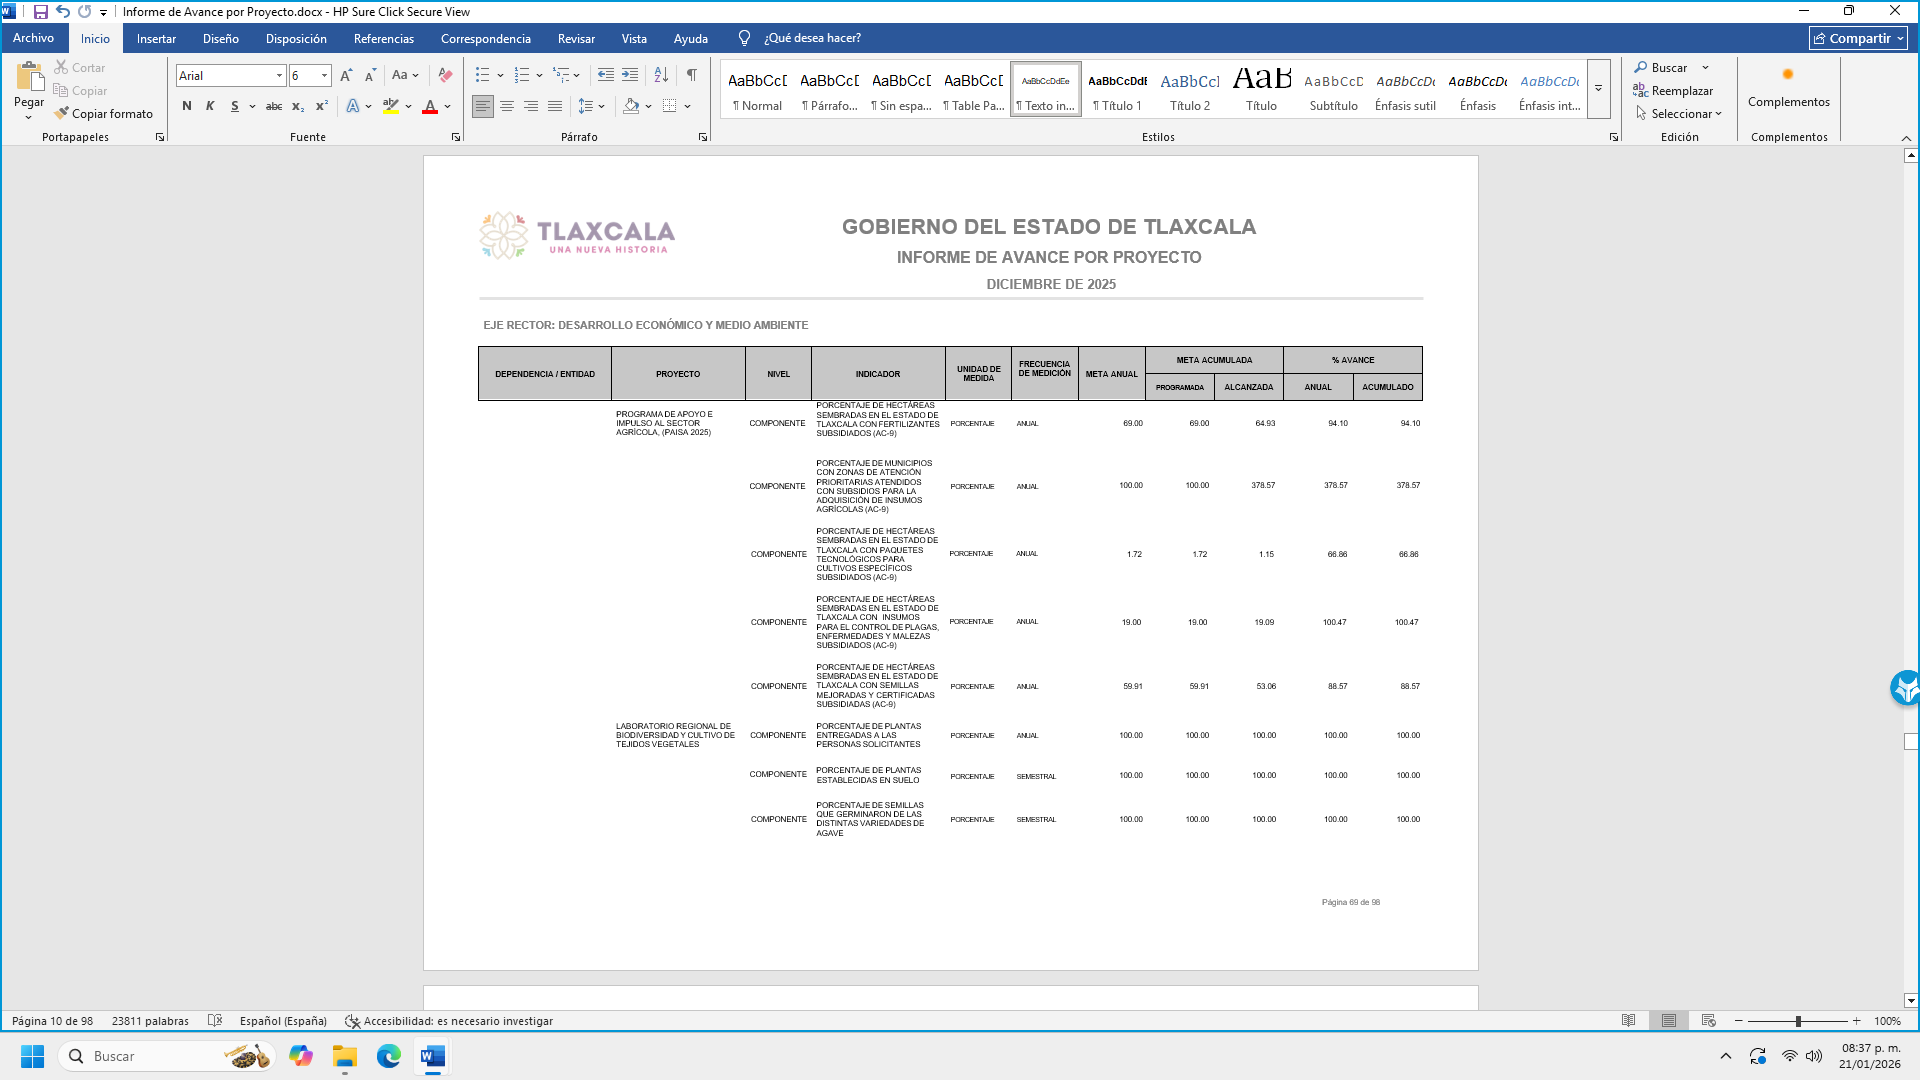 Informe de Avance por Proyecto.docx - HP Sure Click Secure View
Archivo Inicio Insertar Diseño Disposición Referencias Correspondencia Revisar Vista Ayuda ¿Qué desea hacer? Compartir
Pegar
Cortar
Copiar
Copiar formato
Portapapeles
Arial 6
Fuente
Párrafo
AaBbCcDdEe
¶ Normal ¶ Párrafo... ¶ Sin espa... ¶ Table Pa... ¶ Texto in... ¶ Título 1 Título 2 Título Subtítulo Énfasis sutil Énfasis Énfasis int...
Estilos
Buscar
Reemplazar
Seleccionar
Edición
Complementos
Complementos
TLAXCALA
UNA NUEVA HISTORIA
GOBIERNO DEL ESTADO DE TLAXCALA
INFORME DE AVANCE POR PROYECTO
DICIEMBRE DE 2025
EJE RECTOR: DESARROLLO ECONÓMICO Y MEDIO AMBIENTE
DEPENDENCIA / ENTIDAD PROYECTO NIVEL INDICADOR UNIDAD DE MEDIDA FRECUENCIA DE MEDICIÓN META ANUAL META ACUMULADA % AVANCE
PROGRAMADA ALCANZADA ANUAL ACUMULADO
PROGRAMA DE APOYO E
IMPULSO AL SECTOR
AGRÍCOLA, (PAISA 2025)
COMPONENTE
PORCENTAJE DE HECTÁREAS
SEMBRADAS EN EL ESTADO DE
TLAXCALA CON FERTILIZANTES
SUBSIDIADOS (AC-9)
PORCENTAJE ANUAL 69.00 69.00 64.93 94.10 94.10
COMPONENTE
PORCENTAJE DE MUNICIPIOS
CON ZONAS DE ATENCIÓN
PRIORITARIAS ATENDIDOS
CON SUBSIDIOS PARA LA
ADQUISICIÓN DE INSUMOS
AGRÍCOLAS (AC-9)
PORCENTAJE ANUAL 100.00 100.00 378.57 378.57 378.57
COMPONENTE
PORCENTAJE DE HECTÁREAS
SEMBRADAS EN EL ESTADO DE
TLAXCALA CON PAQUETES
TECNOLÓGICOS PARA
CULTIVOS ESPECÍFICOS
SUBSIDIADOS (AC-9)
PORCENTAJE ANUAL 1.72 1.72 1.15 66.86 66.86
COMPONENTE
PORCENTAJE DE HECTÁREAS
SEMBRADAS EN EL ESTADO DE
TLAXCALA CON INSUMOS
PARA EL CONTROL DE PLAGAS,
ENFERMEDADES Y MALEZAS
SUBSIDIADOS (AC-9)
PORCENTAJE ANUAL 19.00 19.00 19.09 100.47 100.47
COMPONENTE
PORCENTAJE DE HECTÁREAS
SEMBRADAS EN EL ESTADO DE
TLAXCALA CON SEMILLAS
MEJORADAS Y CERTIFICADAS
SUBSIDIADAS (AC-9)
PORCENTAJE ANUAL 59.91 59.91 53.06 88.57 88.57
LABORATORIO REGIONAL DE
BIODIVERSIDAD Y CULTIVO DE
TEJIDOS VEGETALES
COMPONENTE
PORCENTAJE DE PLANTAS
ENTREGADAS A LAS
PERSONAS SOLICITANTES
PORCENTAJE ANUAL 100.00 100.00 100.00 100.00 100.00
COMPONENTE
PORCENTAJE DE PLANTAS
ESTABLECIDAS EN SUELO
PORCENTAJE SEMESTRAL 100.00 100.00 100.00 100.00 100.00
COMPONENTE
PORCENTAJE DE SEMILLAS
QUE GERMINARON DE LAS
DISTINTAS VARIEDADES DE
AGAVE
PORCENTAJE SEMESTRAL 100.00 100.00 100.00 100.00 100.00
Página 69 de 98
Página 10 de 98 23811 palabras Español (España) Accesibilidad: es necesario investigar 100%
Buscar
08:37 p. m.
21/01/2026